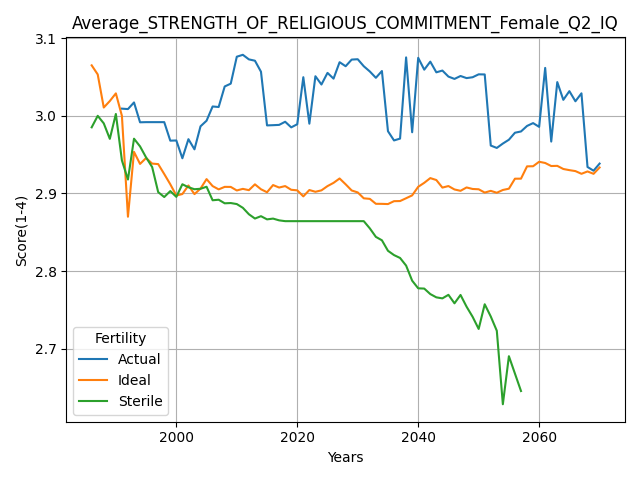 Average_STRENGTH_OF_RELIGIOUS_COMMITMENT_Female_Q2_IQ
3.1
3.0
2.9
2.8
2.7
Score(1-4)
Fertility
Actual
Ideal
Sterile
2000 2020 2040 2060
Years